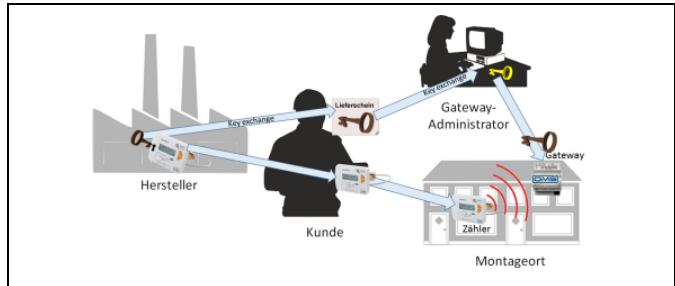 Lieferschein
Key exchange
Key exchange
Gateway-
Administrator
Gateway
Hersteller
Zähler
Kunde
Montageort